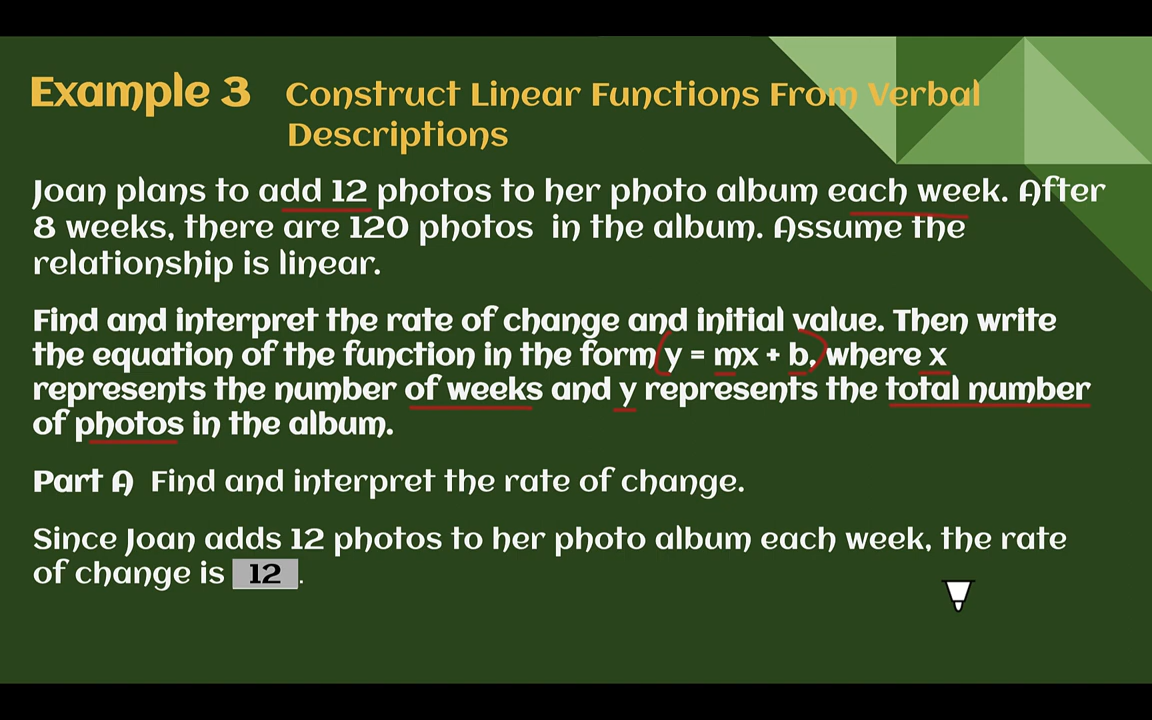 Example 3 Construct Linear Functions From Verbal
Descriptions
Joan plans to add 12 photos to her photo album each week. After
8 weeks, there are 120 photos in the album. Assume the
relationship is linear.
Find and interpret the rate of change and initial value. Then write
the equation of the function in the form y = mx + b, where x
represents the number of weeks and y represents the total number
of photos in the album.
Part A Find and interpret the rate of change.
Since Joan adds 12 photos to her photo album each week, the rate
of change is 12.